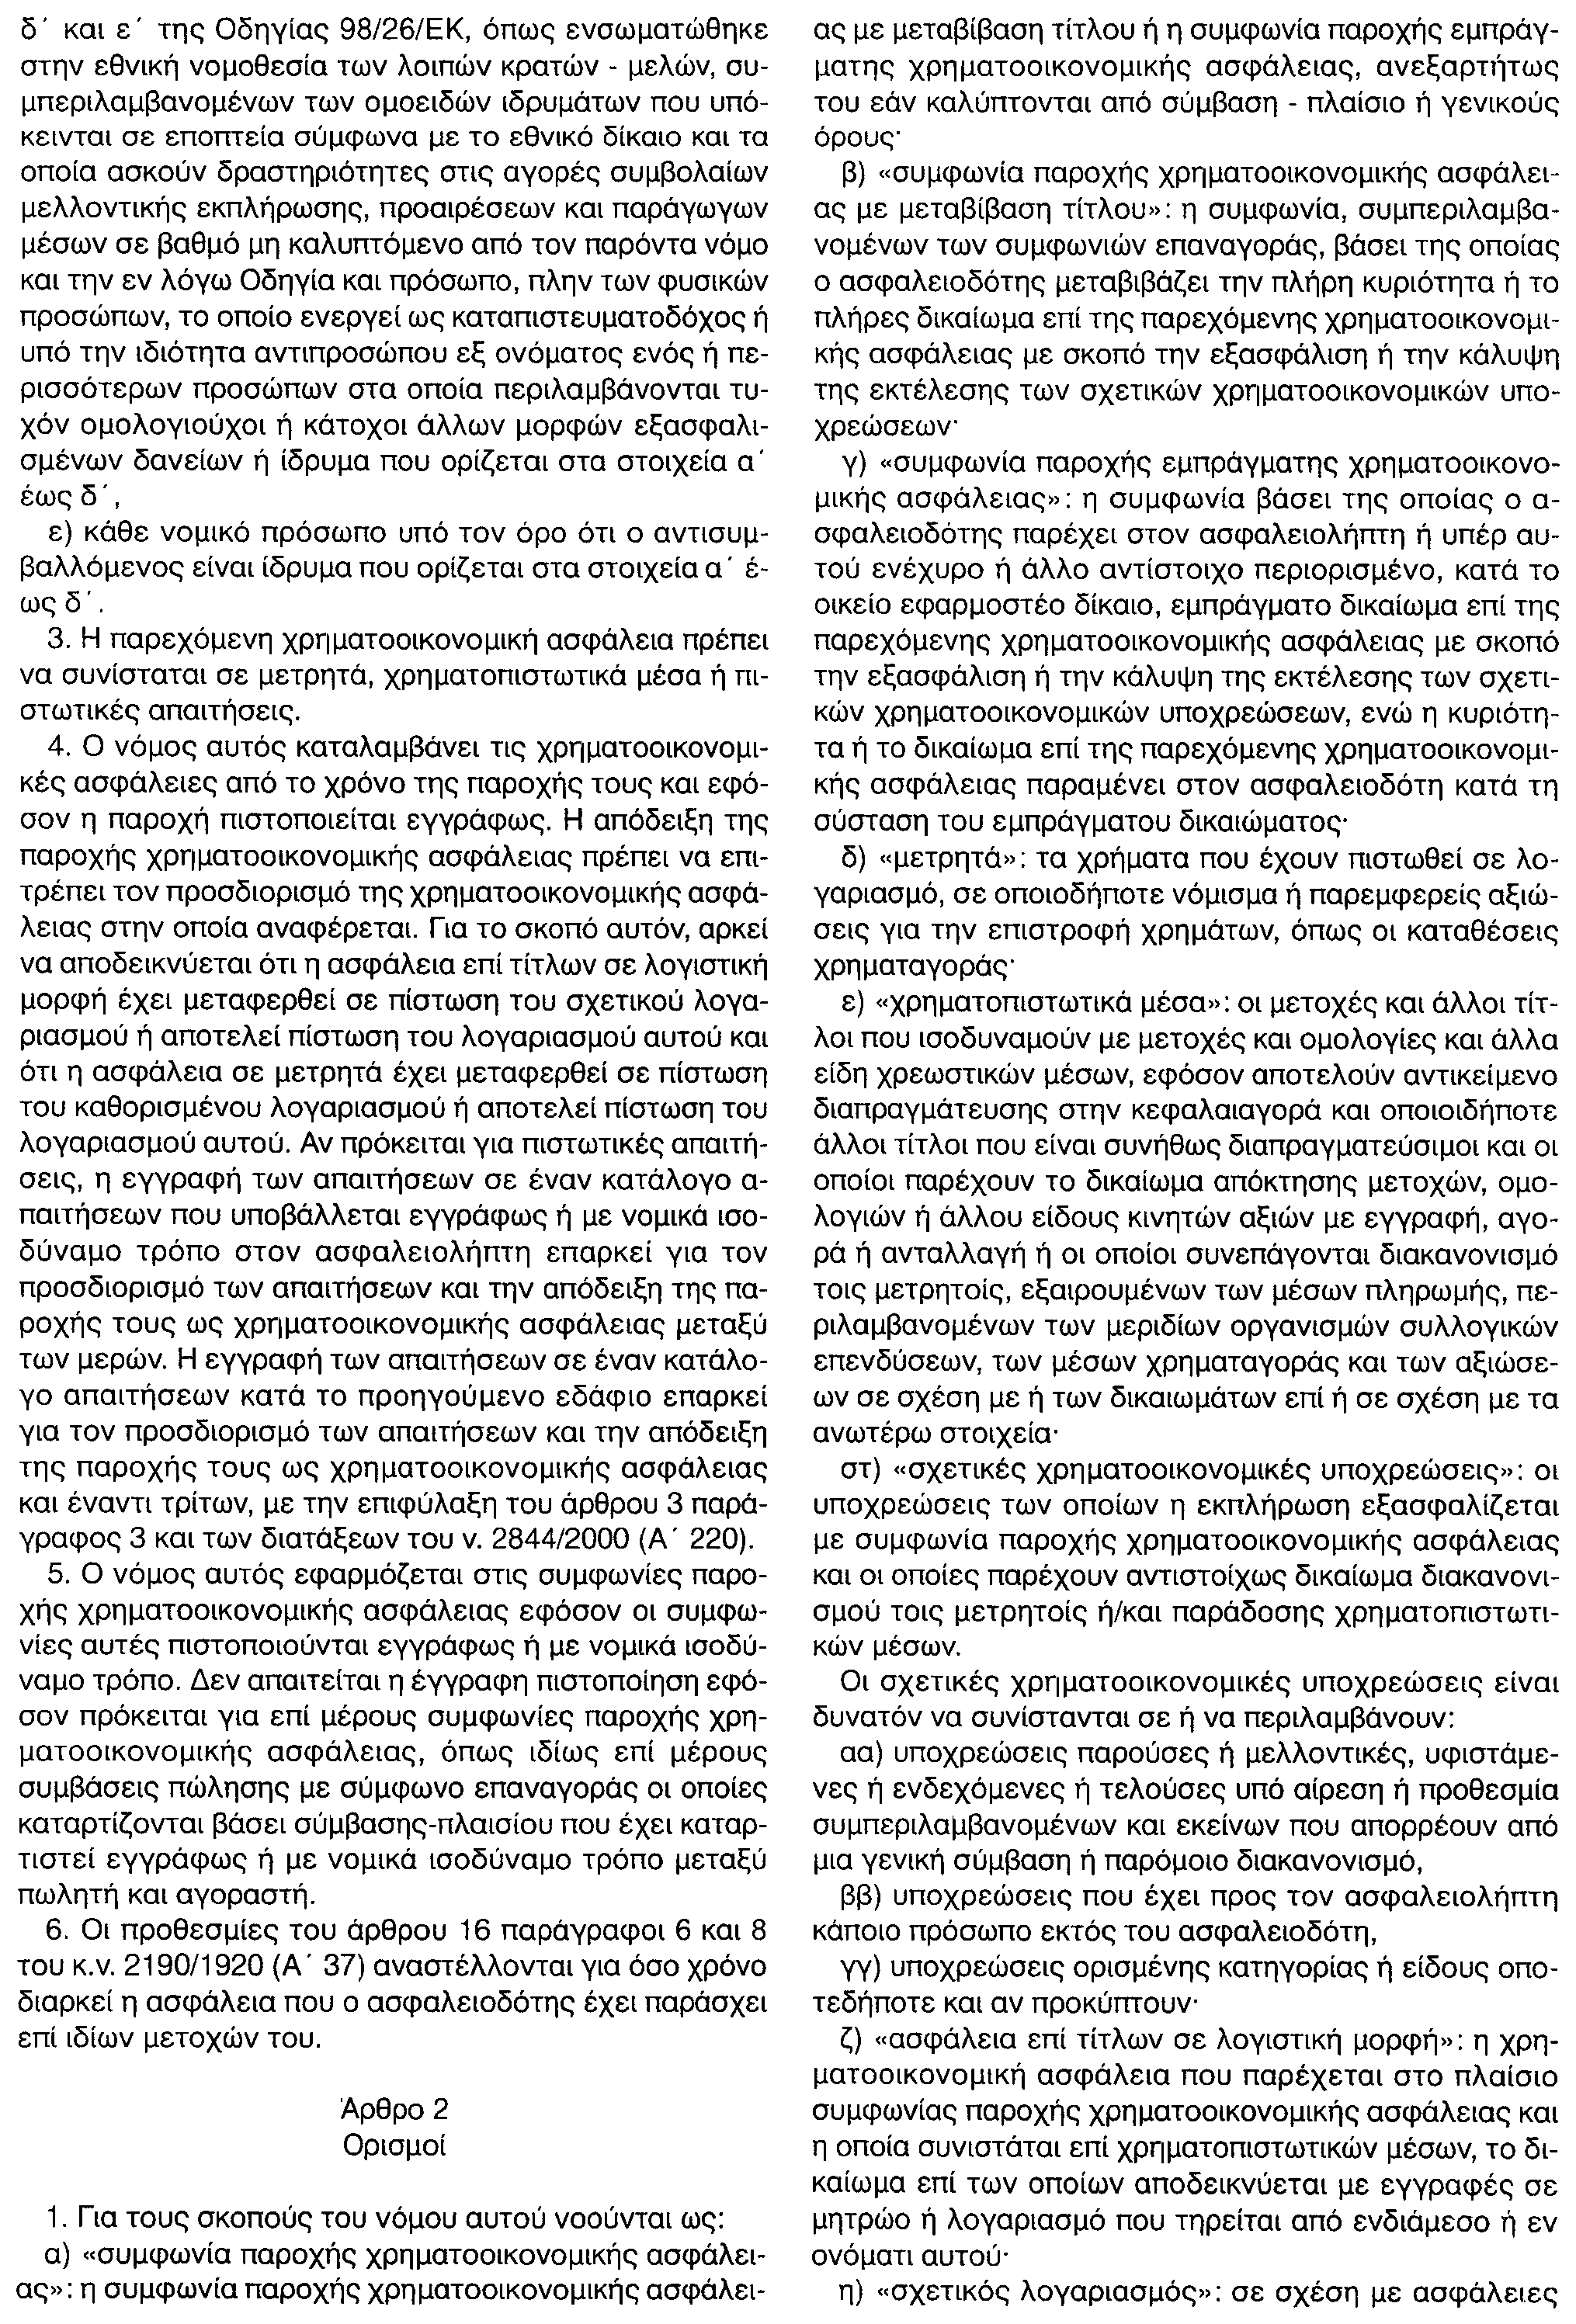 δ΄ και ε΄ της Οδηγίας 98/26/ΕΚ, όπως ενσωματώθηκε
στην εθνική νομοθεσία των λοιπών κρατών - μελών, συ-
μπεριλαμβανομένων των ομοειδών ιδρυμάτων που υπό-
κεινται σε εποπτεία σύμφωνα με το εθνικό δίκαιο και τα
οποία ασκούν δραστηριότητες στις αγορές συμβολαίων
μελλοντικής εκπλήρωσης, προαιρέσεων και παράγωγων
μέσων σε βαθμό μη καλυπτόμενο από τον παρόντα νόμο
και την εν λόγω Οδηγία και πρόσωπο, πλην των φυσικών
προσώπων, το οποίο ενεργεί ως καταπιστευματοδόχος ή
υπό την ιδιότητα αντιπροσώπου εξ ονόματος ενός ή πε-
ρισσότερων προσώπων στα οποία περιλαμβάνονται τυ-
χόν ομολογιούχοι ή κάτοχοι άλλων μορφών εξασφαλι-
σμένων δανείων ή ίδρυμα που ορίζεται στα στοιχεία α΄
έως δ΄,
ε) κάθε νομικό πρόσωπο υπό τον όρο ότι ο αντισυμ-
βαλλόμενος είναι ίδρυμα που ορίζεται στα στοιχεία α΄ έ-
ως δ΄.
3. Η παρεχόμενη χρηματοοικονομική ασφάλεια πρέπει
να συνίσταται σε μετρητά, χρηματοπιστωτικά μέσα ή πι-
στωτικές απαιτήσεις.
4. Ο νόμος αυτός καταλαμβάνει τις χρηματοοικονομι-
κές ασφάλειες από το χρόνο της παροχής τους και εφό-
σον η παροχή πιστοποιείται εγγράφως. Η απόδειξη της
παροχής χρηματοοικονομικής ασφάλειας πρέπει να επι-
τρέπει τον προσδιορισμό της χρηματοοικονομικής ασφά-
λειας στην οποία αναφέρεται. Για το σκοπό αυτόν, αρκεί
να αποδεικνύεται ότι η ασφάλεια επί τίτλων σε λογιστική
μορφή έχει μεταφερθεί σε πίστωση του σχετικού λογα-
ριασμού ή αποτελεί πίστωση του λογαριασμού αυτού και
ότι η ασφάλεια σε μετρητά έχει μεταφερθεί σε πίστωση
του καθορισμένου λογαριασμού ή αποτελεί πίστωση του
λογαριασμού αυτού. Αν πρόκειται για πιστωτικές απαιτή-
σεις, η εγγραφή των απαιτήσεων σε έναν κατάλογο α-
παιτήσεων που υποβάλλεται εγγράφως ή με νομικά ισο-
δύναμο τρόπο στον ασφαλειολήπτη επαρκεί για τον
προσδιορισμό των απαιτήσεων και την απόδειξη της πα-
ροχής τους ως χρηματοοικονομικής ασφάλειας μεταξύ
των μερών. Η εγγραφή των απαιτήσεων σε έναν κατάλο-
γο απαιτήσεων κατά το προηγούμενο εδάφιο επαρκεί
για τον προσδιορισμό των απαιτήσεων και την απόδειξη
της παροχής τους ως χρηματοοικονομικής ασφάλειας
και έναντι τρίτων, με την επιφύλαξη του άρθρου 3 παρά-
γραφος 3 και των διατάξεων του ν. 2844/2000 (Α΄ 220).
5. Ο νόμος αυτός εφαρμόζεται στις συμφωνίες παρο-
χής χρηματοοικονομικής ασφάλειας εφόσον οι συμφω-
νίες αυτές πιστοποιούνται εγγράφως ή με νομικά ισοδύ-
ναμο τρόπο. Δεν απαιτείται η έγγραφη πιστοποίηση εφό-
σον πρόκειται για επί μέρους συμφωνίες παροχής χρη-
ματοοικονομικής ασφάλειας, όπως ιδίως επί μέρους
συμβάσεις πώλησης με σύμφωνο επαναγοράς οι οποίες
καταρτίζονται βάσει σύμβασης-πλαισίου που έχει καταρ-
τιστεί εγγράφως ή με νομικά ισοδύναμο τρόπο μεταξύ
πωλητή και αγοραστή.
6. Οι προθεσμίες του άρθρου 16 παράγραφοι 6 και 8
του κ.ν. 2190/1920 (Α΄ 37) αναστέλλονται για όσο χρόνο
διαρκεί η ασφάλεια που ο ασφαλειοδότης έχει παράσχει
επί ιδίων μετοχών του.
Άρθρο 2
Ορισμοί
1. Για τους σκοπούς του νόμου αυτού νοούνται ως:
α) «συμφωνία παροχής χρηματοοικονομικής ασφάλει-
ας»: η συμφωνία παροχής χρηματοοικονομικής ασφάλει-
ας με μεταβίβαση τίτλου ή η συμφωνία παροχής εμπράγ-
ματης χρηματοοικονομικής ασφάλειας, ανεξαρτήτως
του εάν καλύπτονται από σύμβαση - πλαίσιο ή γενικούς
όρους·
β) «συμφωνία παροχής χρηματοοικονομικής ασφάλει-
ας με μεταβίβαση τίτλου»: η συμφωνία, συμπεριλαμβα-
νομένων των συμφωνιών επαναγοράς, βάσει της οποίας
ο ασφαλειοδότης μεταβιβάζει την πλήρη κυριότητα ή το
πλήρες δικαίωμα επί της παρεχόμενης χρηματοοικονομι-
κής ασφάλειας με σκοπό την εξασφάλιση ή την κάλυψη
της εκτέλεσης των σχετικών χρηματοοικονομικών υπο-
χρεώσεων·
γ) «συμφωνία παροχής εμπράγματης χρηματοοικονο-
μικής ασφάλειας»: η συμφωνία βάσει της οποίας ο α-
σφαλειοδότης παρέχει στον ασφαλειολήπτη ή υπέρ αυ-
τού ενέχυρο ή άλλο αντίστοιχο περιορισμένο, κατά το
οικείο εφαρμοστέο δίκαιο, εμπράγματο δικαίωμα επί της
παρεχόμενης χρηματοοικονομικής ασφάλειας με σκοπό
την εξασφάλιση ή την κάλυψη της εκτέλεσης των σχετι-
κών χρηματοοικονομικών υποχρεώσεων, ενώ η κυριότη-
τα ή το δικαίωμα επί της παρεχόμενης χρηματοοικονομι-
κής ασφάλειας παραμένει στον ασφαλειοδότη κατά τη
σύσταση του εμπράγματου δικαιώματος·
δ) «μετρητά»: τα χρήματα που έχουν πιστωθεί σε λο-
γαριασμό, σε οποιοδήποτε νόμισμα ή παρεμφερείς αξιώ-
σεις για την επιστροφή χρημάτων, όπως οι καταθέσεις
χρηματαγοράς·
ε) «χρηματοπιστωτικά μέσα»: οι μετοχές και άλλοι τίτ-
λοι που ισοδυναμούν με μετοχές και ομολογίες και άλλα
είδη χρεωστικών μέσων, εφόσον αποτελούν αντικείμενο
διαπραγμάτευσης στην κεφαλαιαγορά και οποιοιδήποτε
άλλοι τίτλοι που είναι συνήθως διαπραγματεύσιμοι και οι
οποίοι παρέχουν το δικαίωμα απόκτησης μετοχών, ομο-
λογιών ή άλλου είδους κινητών αξιών με εγγραφή, αγο-
ρά ή ανταλλαγή ή οι οποίοι συνεπάγονται διακανονισμό
τοις μετρητοίς, εξαιρουμένων των μέσων πληρωμής, πε-
ριλαμβανομένων των μεριδίων οργανισμών συλλογικών
επενδύσεων, των μέσων χρηματαγοράς και των αξιώσε-
ων σε σχέση με ή των δικαιωμάτων επί ή σε σχέση με τα
ανωτέρω στοιχεία·
στ) «σχετικές χρηματοοικονομικές υποχρεώσεις»: οι
υποχρεώσεις των οποίων η εκπλήρωση εξασφαλίζεται
με συμφωνία παροχής χρηματοοικονομικής ασφάλειας
και οι οποίες παρέχουν αντιστοίχως δικαίωμα διακανονι-
σμού τοις μετρητοίς ή/και παράδοσης χρηματοπιστωτι-
κών μέσων.
Οι σχετικές χρηματοοικονομικές υποχρεώσεις είναι
δυνατόν να συνίστανται σε ή να περιλαμβάνουν:
αα) υποχρεώσεις παρούσες ή μελλοντικές, υφιστάμε-
νες ή ενδεχόμενες ή τελούσες υπό αίρεση ή προθεσμία
συμπεριλαμβανομένων και εκείνων που απορρέουν από
μια γενική σύμβαση ή παρόμοιο διακανονισμό,
ββ) υποχρεώσεις που έχει προς τον ασφαλειολήπτη
κάποιο πρόσωπο εκτός του ασφαλειοδότη,
γγ) υποχρεώσεις ορισμένης κατηγορίας ή είδους οπο-
τεδήποτε και αν προκύπτουν·
ζ) «ασφάλεια επί τίτλων σε λογιστική μορφή»: η χρη-
ματοοικονομική ασφάλεια που παρέχεται στο πλαίσιο
συμφωνίας παροχής χρηματοοικονομικής ασφάλειας και
η οποία συνιστάται επί χρηματοπιστωτικών μέσων, το δι-
καίωμα επί των οποίων αποδεικνύεται με εγγραφές σε
μητρώο ή λογαριασμό που τηρείται από ενδιάμεσο ή εν
ονόματι αυτού·
η) «σχετικός λογαριασμός»: σε σχέση με ασφάλειες